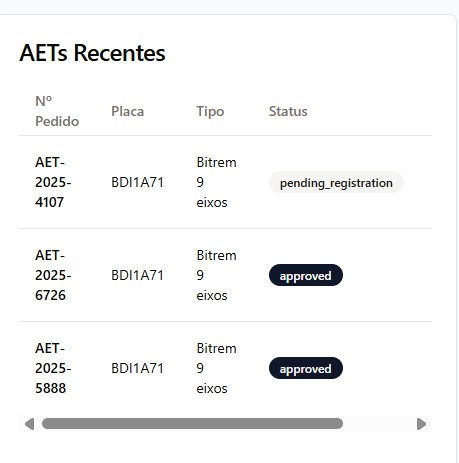 AETs Recentes
Nº
Pedido
Placa
Tipo
Status
AET-
2025-
4107
BDI1A71
Bitrem
9
eixos
pending_registration
AET-
2025-
6726
BDI1A71
Bitrem
9
eixos
approved
AET-
2025-
5888
BDI1A71
Bitrem
9
eixos
approved